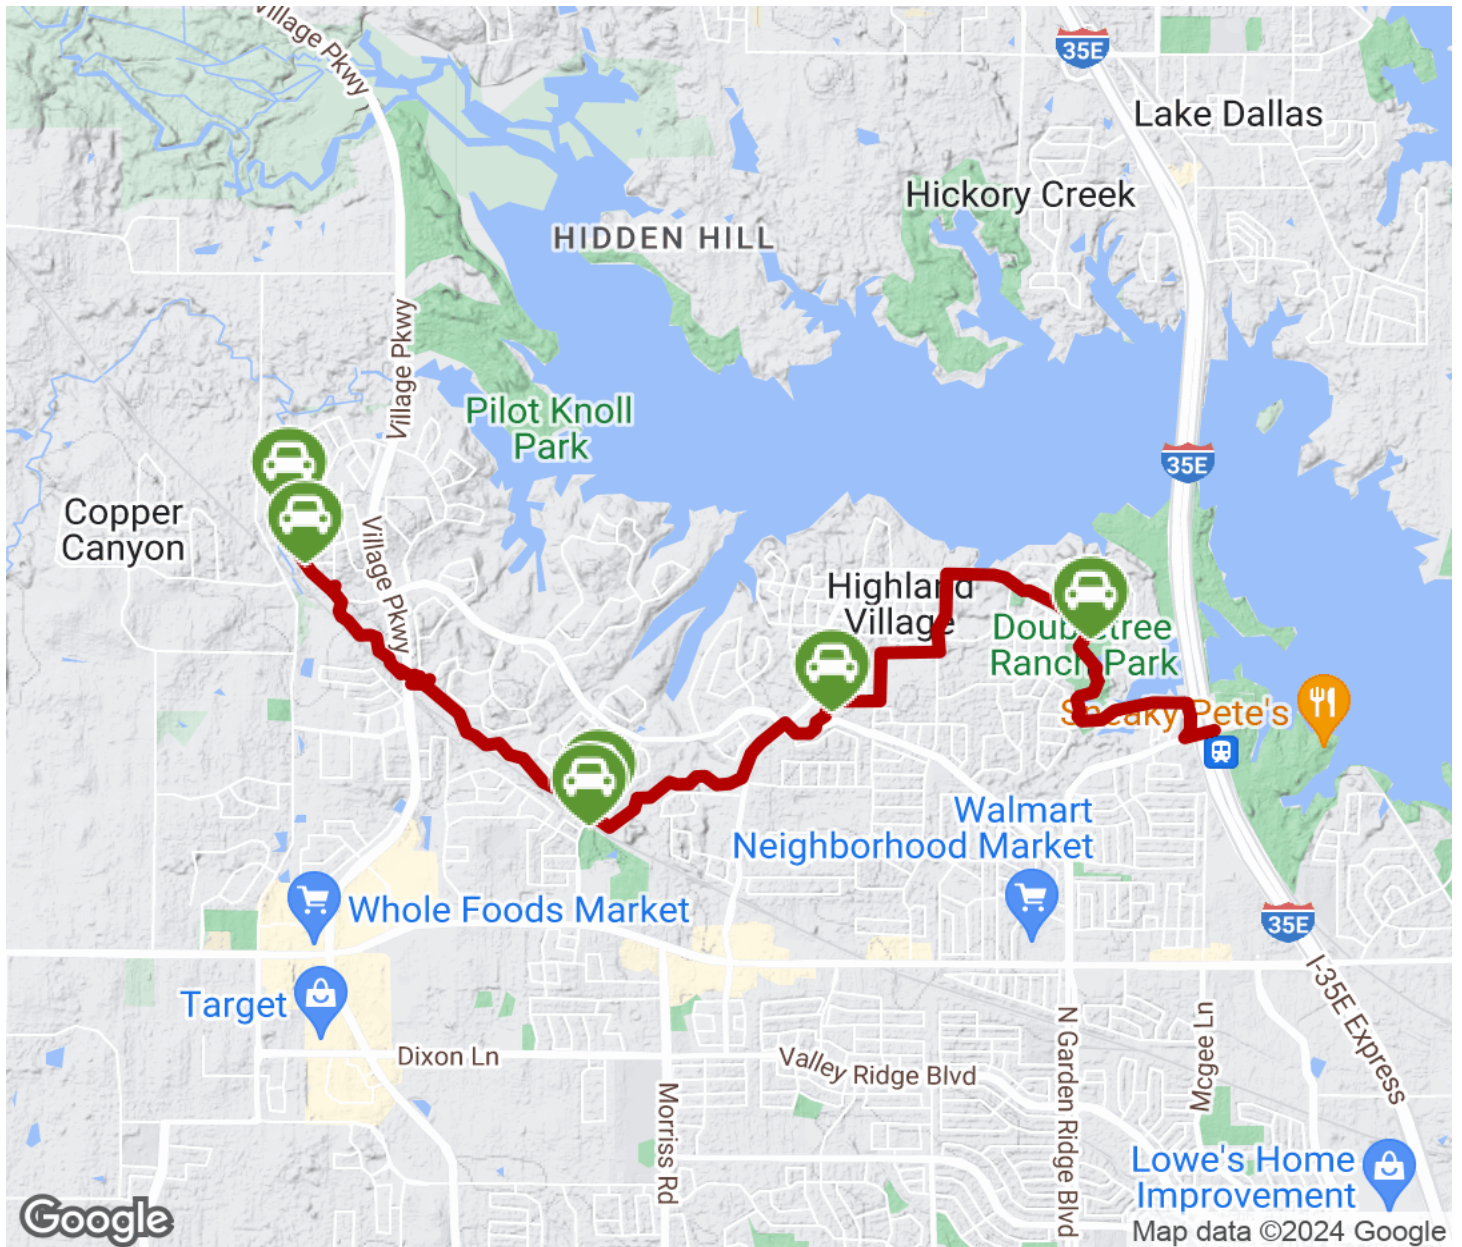 Village Pkwy
35E
Lake Dallas
Hickory Creek
HIDDEN HILL
Village Pkwy
Pilot Knoll
Park
35E
Copper
Canyon
Village Pkwy
Highland
Village
Doubletree
Ranch Park
Sneaky Pete's
Walmart
Neighborhood Market
Whole Foods Market
35E
I-35E Express
Target
Dixon Ln
Valley Ridge Blvd
N Garden Ridge Blvd
Mcgee Ln
Morriss Rd
Lowe's Home
Improvement
Google
Map data ©2024 Google